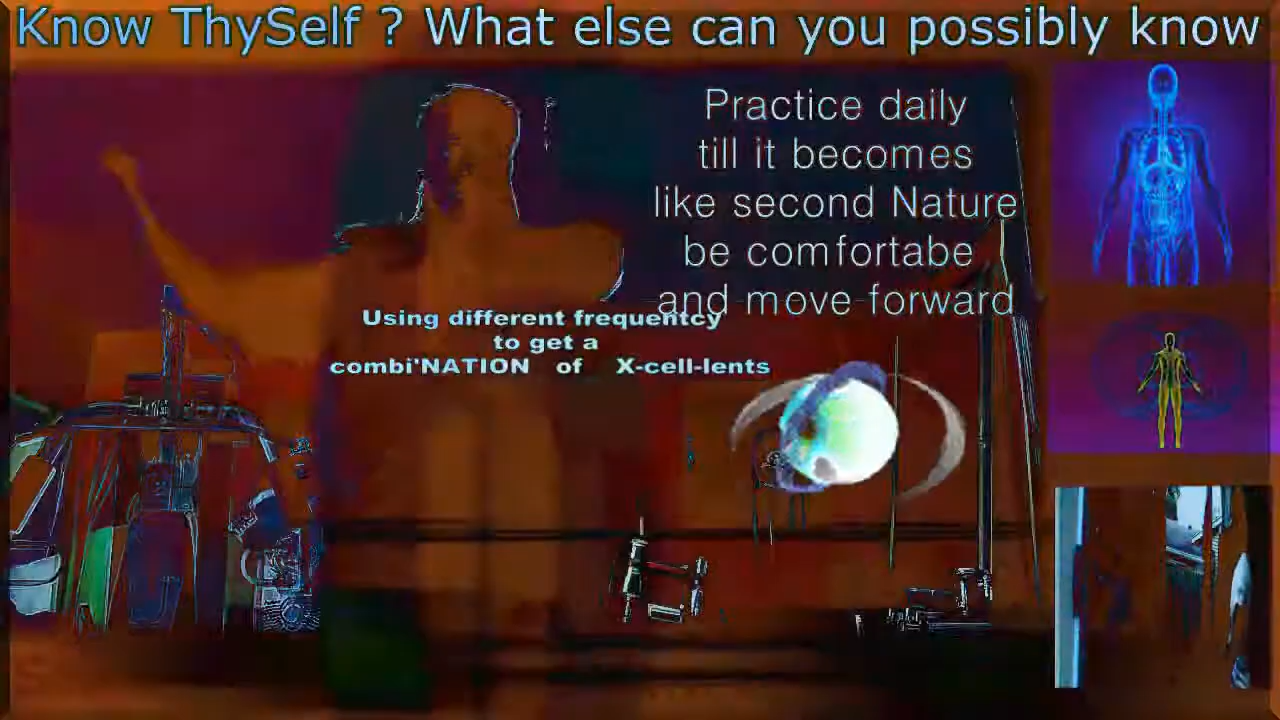 Know ThySelf ? What else can you possibly know
Practice daily
till it becomes
like second Nature
be comfortabe
and move forward
Using different frequentcy
to get a
combi'NATION of X-cell-lents